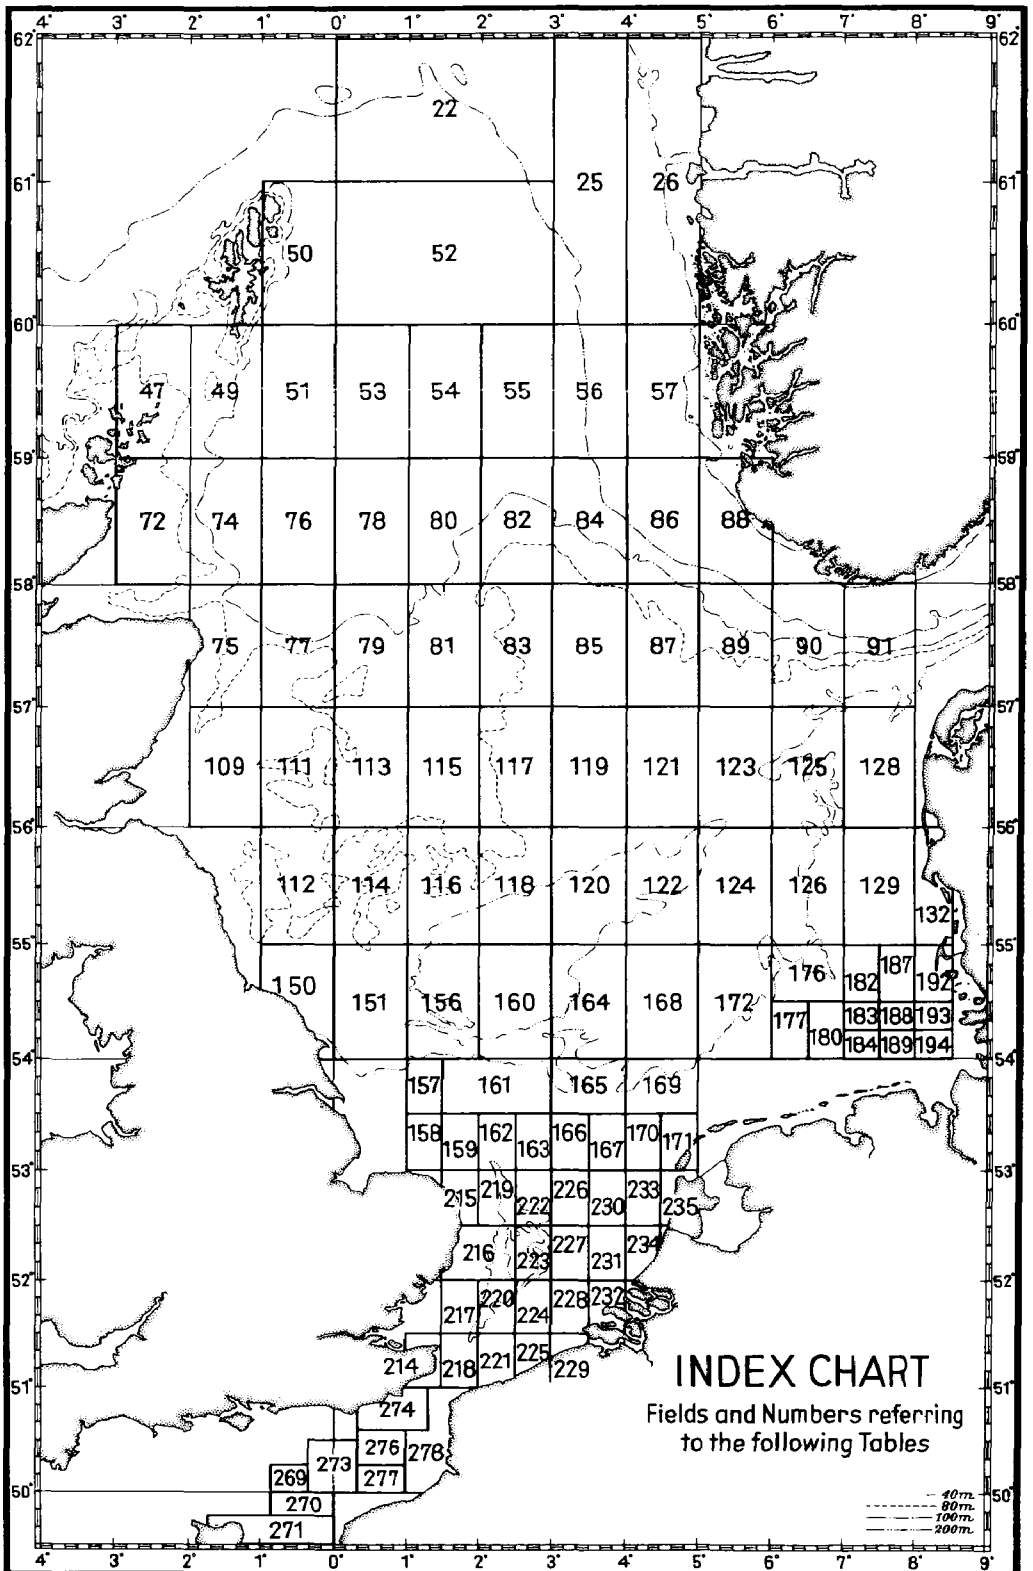 4° 3° 2° 1° 0° 1° 2° 3° 4° 5° 6° 7° 8° 9°
62° 62°
22
61° 25 26 61°
50 52
60° 60°
47 49 51 53 54 55 56 57
59° 59°
72 74 76 78 80 82 84 86 88
58° 58°
75 77 79 81 83 85 87 89 90 91
57° 57°
109 111 113 115 117 119 121 123 125 128
56° 56°
112 114 116 118 120 122 124 126 129
132
55° 55°
187
176 182 192
150 151 156 160 164 168 172
177 183 188 193
180 184 189 194
54° 54°
157 161 165 169
158 162 166 170
159 163 167 171
53° 53°
219 226 233
215 222 230 235
227 234
216 223 231
52° 52°
220 228 232
217 224
225
214 218 221 229
INDEX CHART
51° 51°
274
Fields and Numbers referring
to the following Tables
276 278
273
269 277
50° 50°
270
271
40m
80m
100m
200m
4° 3° 2° 1° 0° 1° 2° 3° 4° 5° 6° 7° 8° 9°